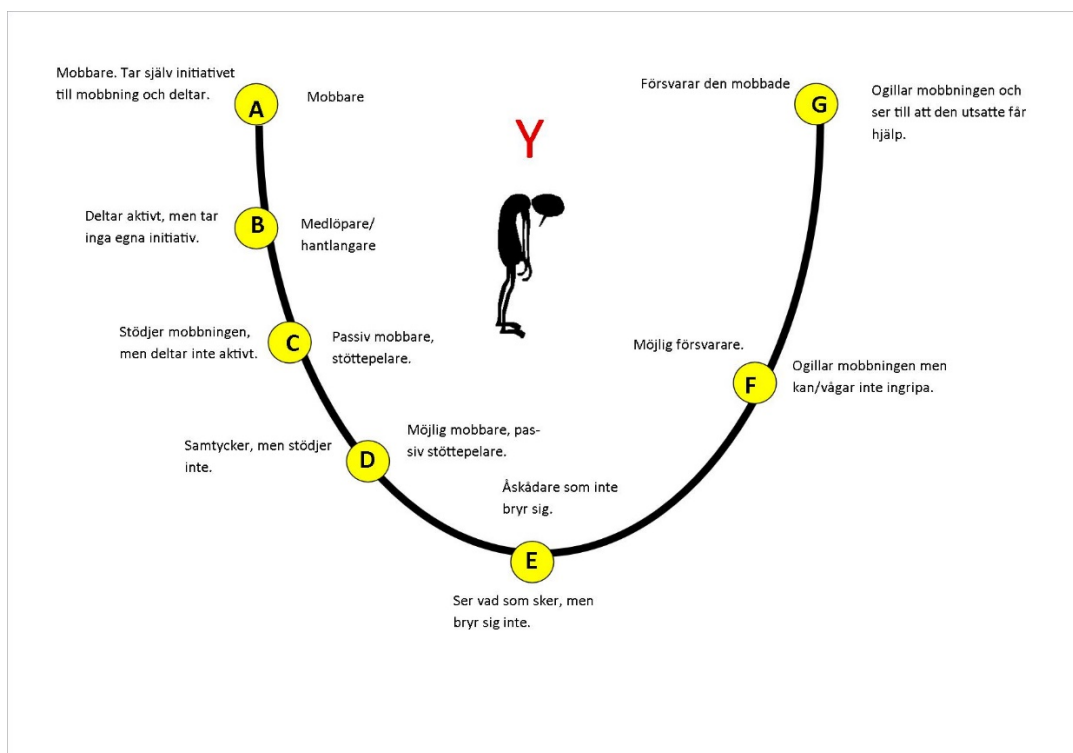 Mobbare. Tar själv initiativet
till mobbning och deltar.
A
Mobbare
Försvarar den mobbade
G
Ogillar mobbningen och
ser till att den utsatte får
hjälp.
Y
Deltar aktivt, men tar
inga egna initiativ.
B
Medlöpare/
hantlangare
Stödjer mobbningen,
men deltar inte aktivt.
C
Passiv mobbare,
stöttepelare.
Möjlig försvarare.
F
Ogillar mobbningen men
kan/vågar inte ingripa.
Samtycker, men stödjer
inte.
D
Möjlig mobbare, pas-
siv stöttepelare.
Åskådare som inte
bryr sig.
E
Ser vad som sker, men
bryr sig inte.